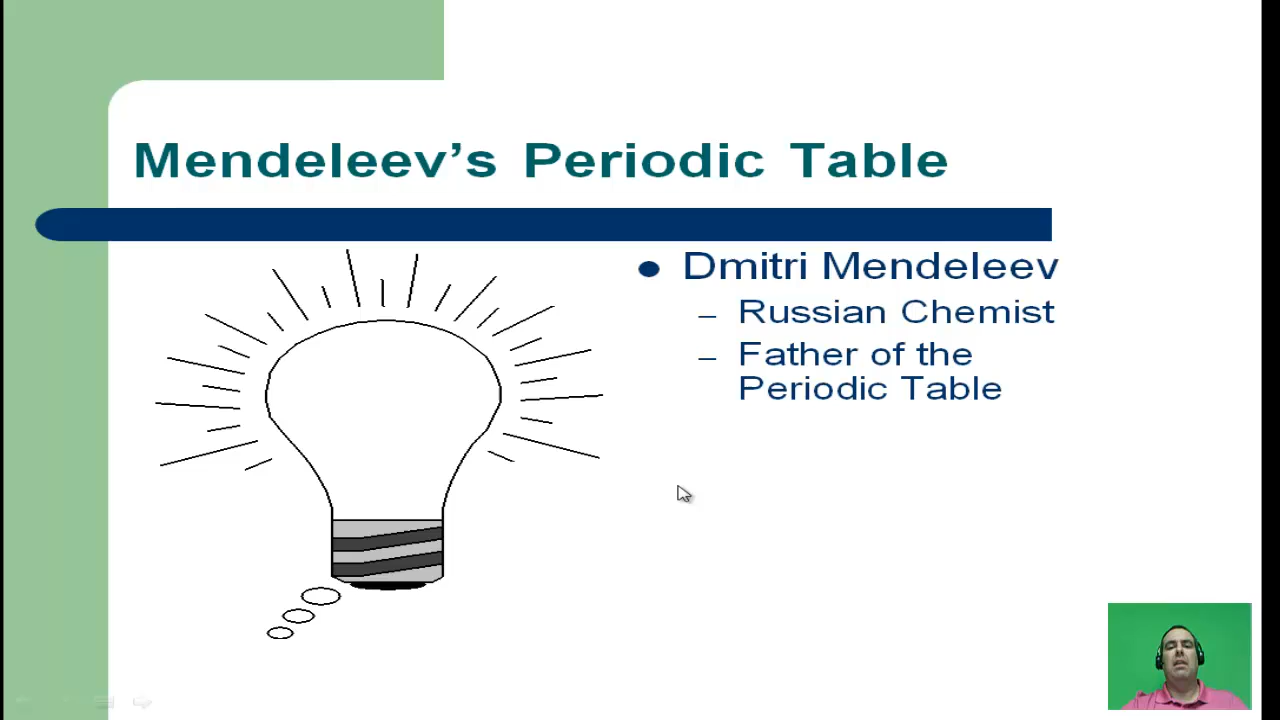 Mendeleev's Periodic Table
Dmitri Mendeleev
– Russian Chemist
– Father of the
Periodic Table